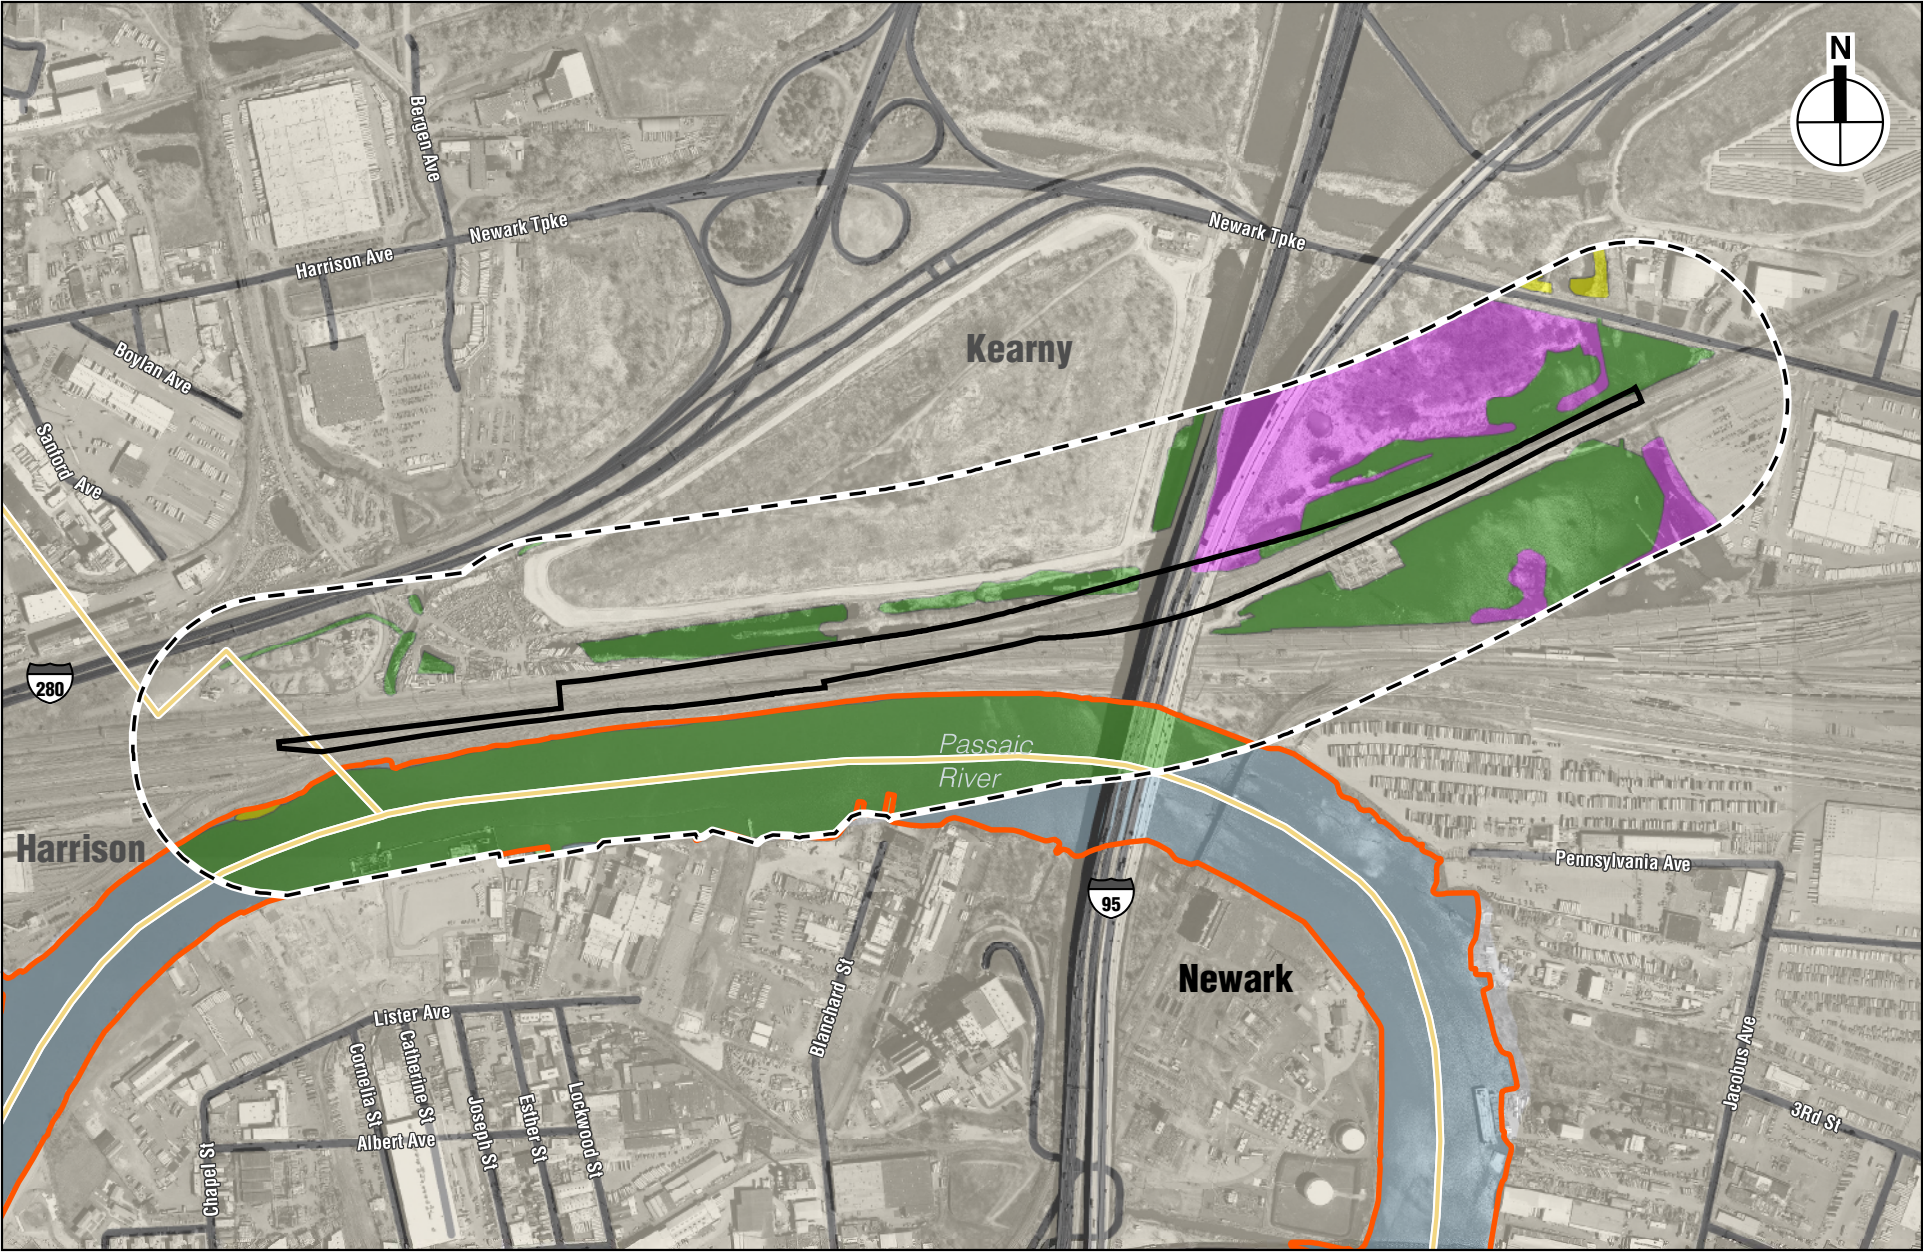 N
Bergen Ave
Newark Tpke
Newark Tpke
Harrison Ave
Kearny
Boylan Ave
Sanford Ave
280
Passaic
River
Harrison
Pennsylvania Ave
95
Newark
Blanchard St
Lister Ave
Cornelia St
Catherine St
Joseph St
Esther St
Lockwood St
Albert Ave
Chapel St
Jacobus Ave
3Rd St